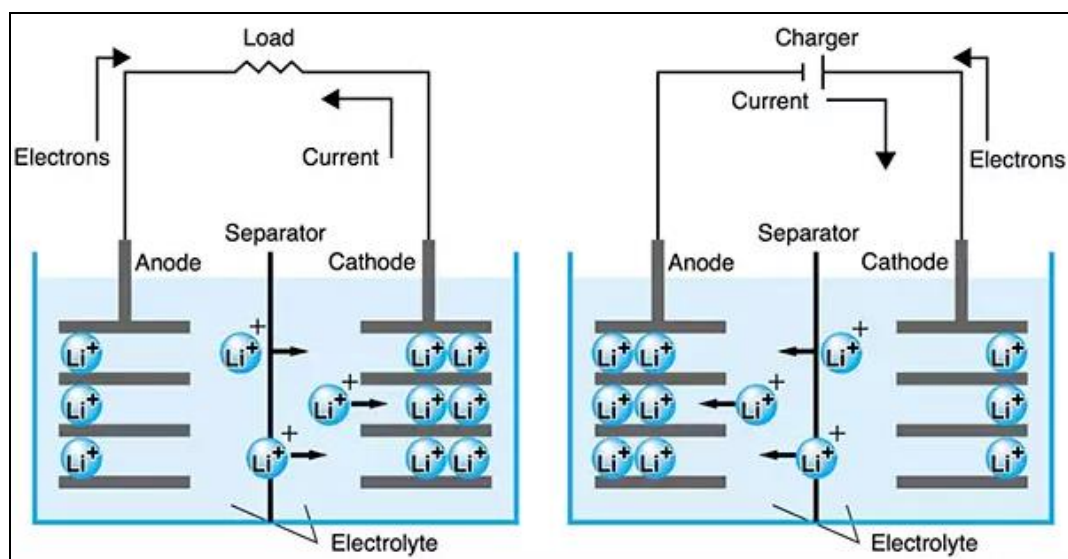 Load
Electrons
Current
Separator
Anode
Cathode
Li+ +
Li+
Li+ Li+
Li+
Li+ +
Li+ Li+
Li+
Li+ +
Li+ Li+
Electrolyte
Charger
Current
Electrons
Separator
Anode
Cathode
Li+ Li+
Li+ +
Li+
Li+ Li+
Li+ +
Li+
Li+ Li+
Li+ +
Li+
Electrolyte